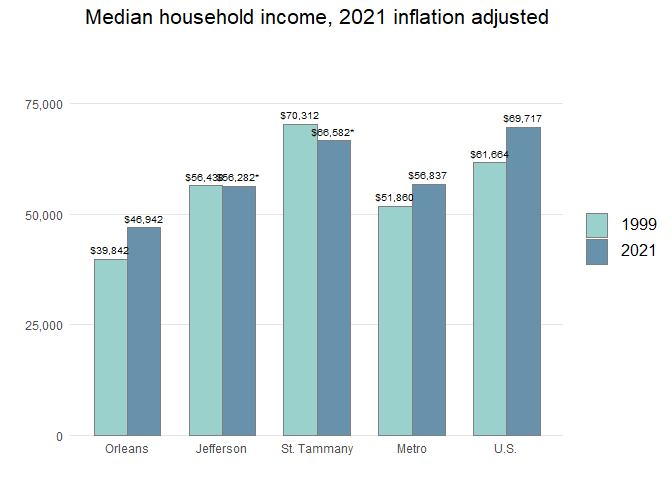 Median household income, 2021 inflation adjusted
75,000
50,000
25,000
0
$39,842
$46,942
$56,282*
$70,312
$66,582*
$51,860
$56,837
$61,664
$69,717
Orleans
Jefferson
St. Tammany
Metro
U.S.
1999
2021